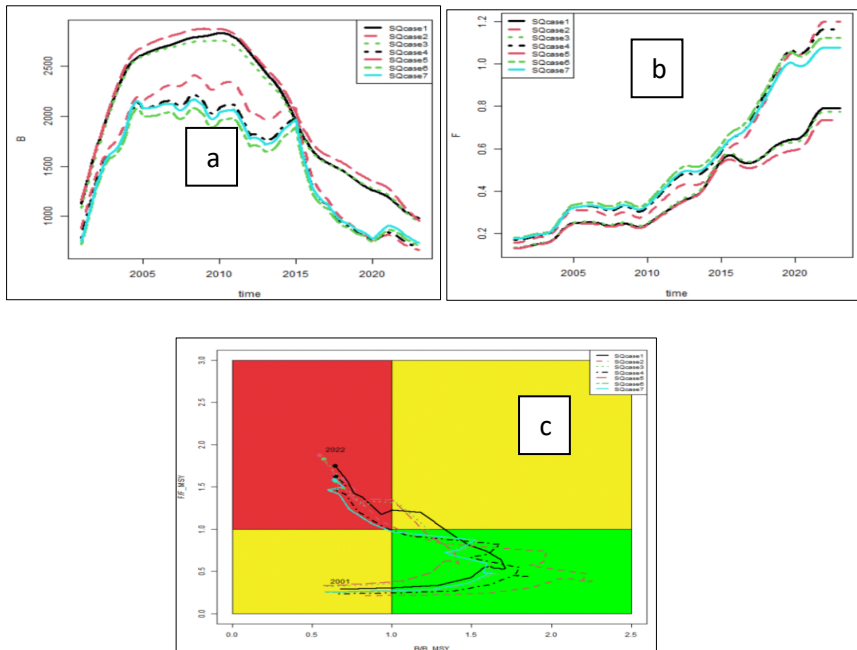 SQcase1
SQcase2
SQcase3
SQcase4
SQcase5
SQcase6
SQcase7
a
B
1000
1500
2000
2500
2005
2010
2015
2020
time
SQcase1
SQcase2
SQcase3
SQcase4
SQcase5
SQcase6
SQcase7
b
F
0.2
0.4
0.6
0.8
1.0
1.2
2005
2010
2015
2020
time
SQcase1
SQcase2
SQcase3
SQcase4
SQcase5
SQcase6
SQcase7
c
F/F_MSY
0.0
0.5
1.0
1.5
2.0
2.5
3.0
2022
2001
0.0
0.5
1.0
1.5
2.0
2.5
B/B_MSY